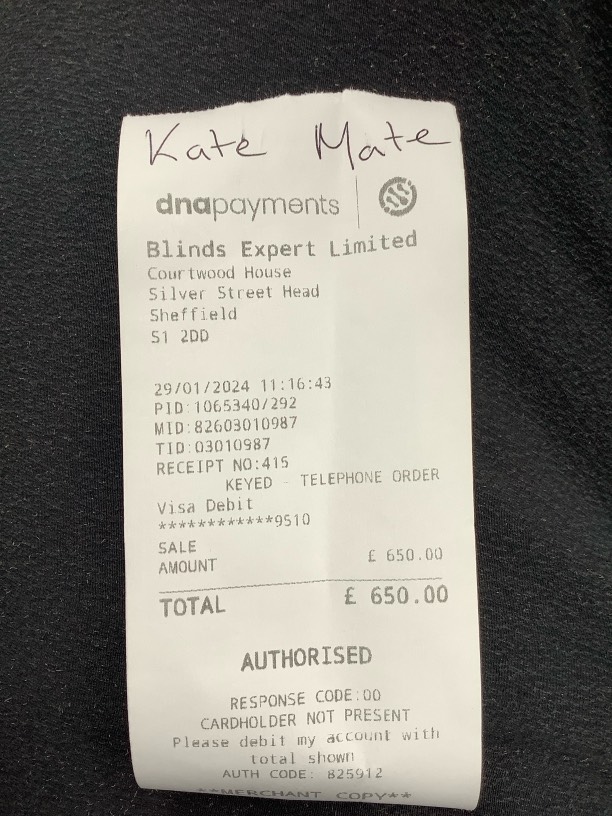 Kate Mate
dnapayments
Blinds Expert Limited
Courtwood House
Silver Street Head
Sheffield
S1 2DD
29/01/2024 11:16:43
PID:1065340/292
MID:82603010987
TID:03010987
RECEIPT NO:415
KEYED - TELEPHONE ORDER
Visa Debit
************9510
SALE
AMOUNT £ 650.00
TOTAL £ 650.00
AUTHORISED
RESPONSE CODE:00
CARDHOLDER NOT PRESENT
Please debit my account with
total shown
AUTH CODE: 825912
**MERCHANT COPY**